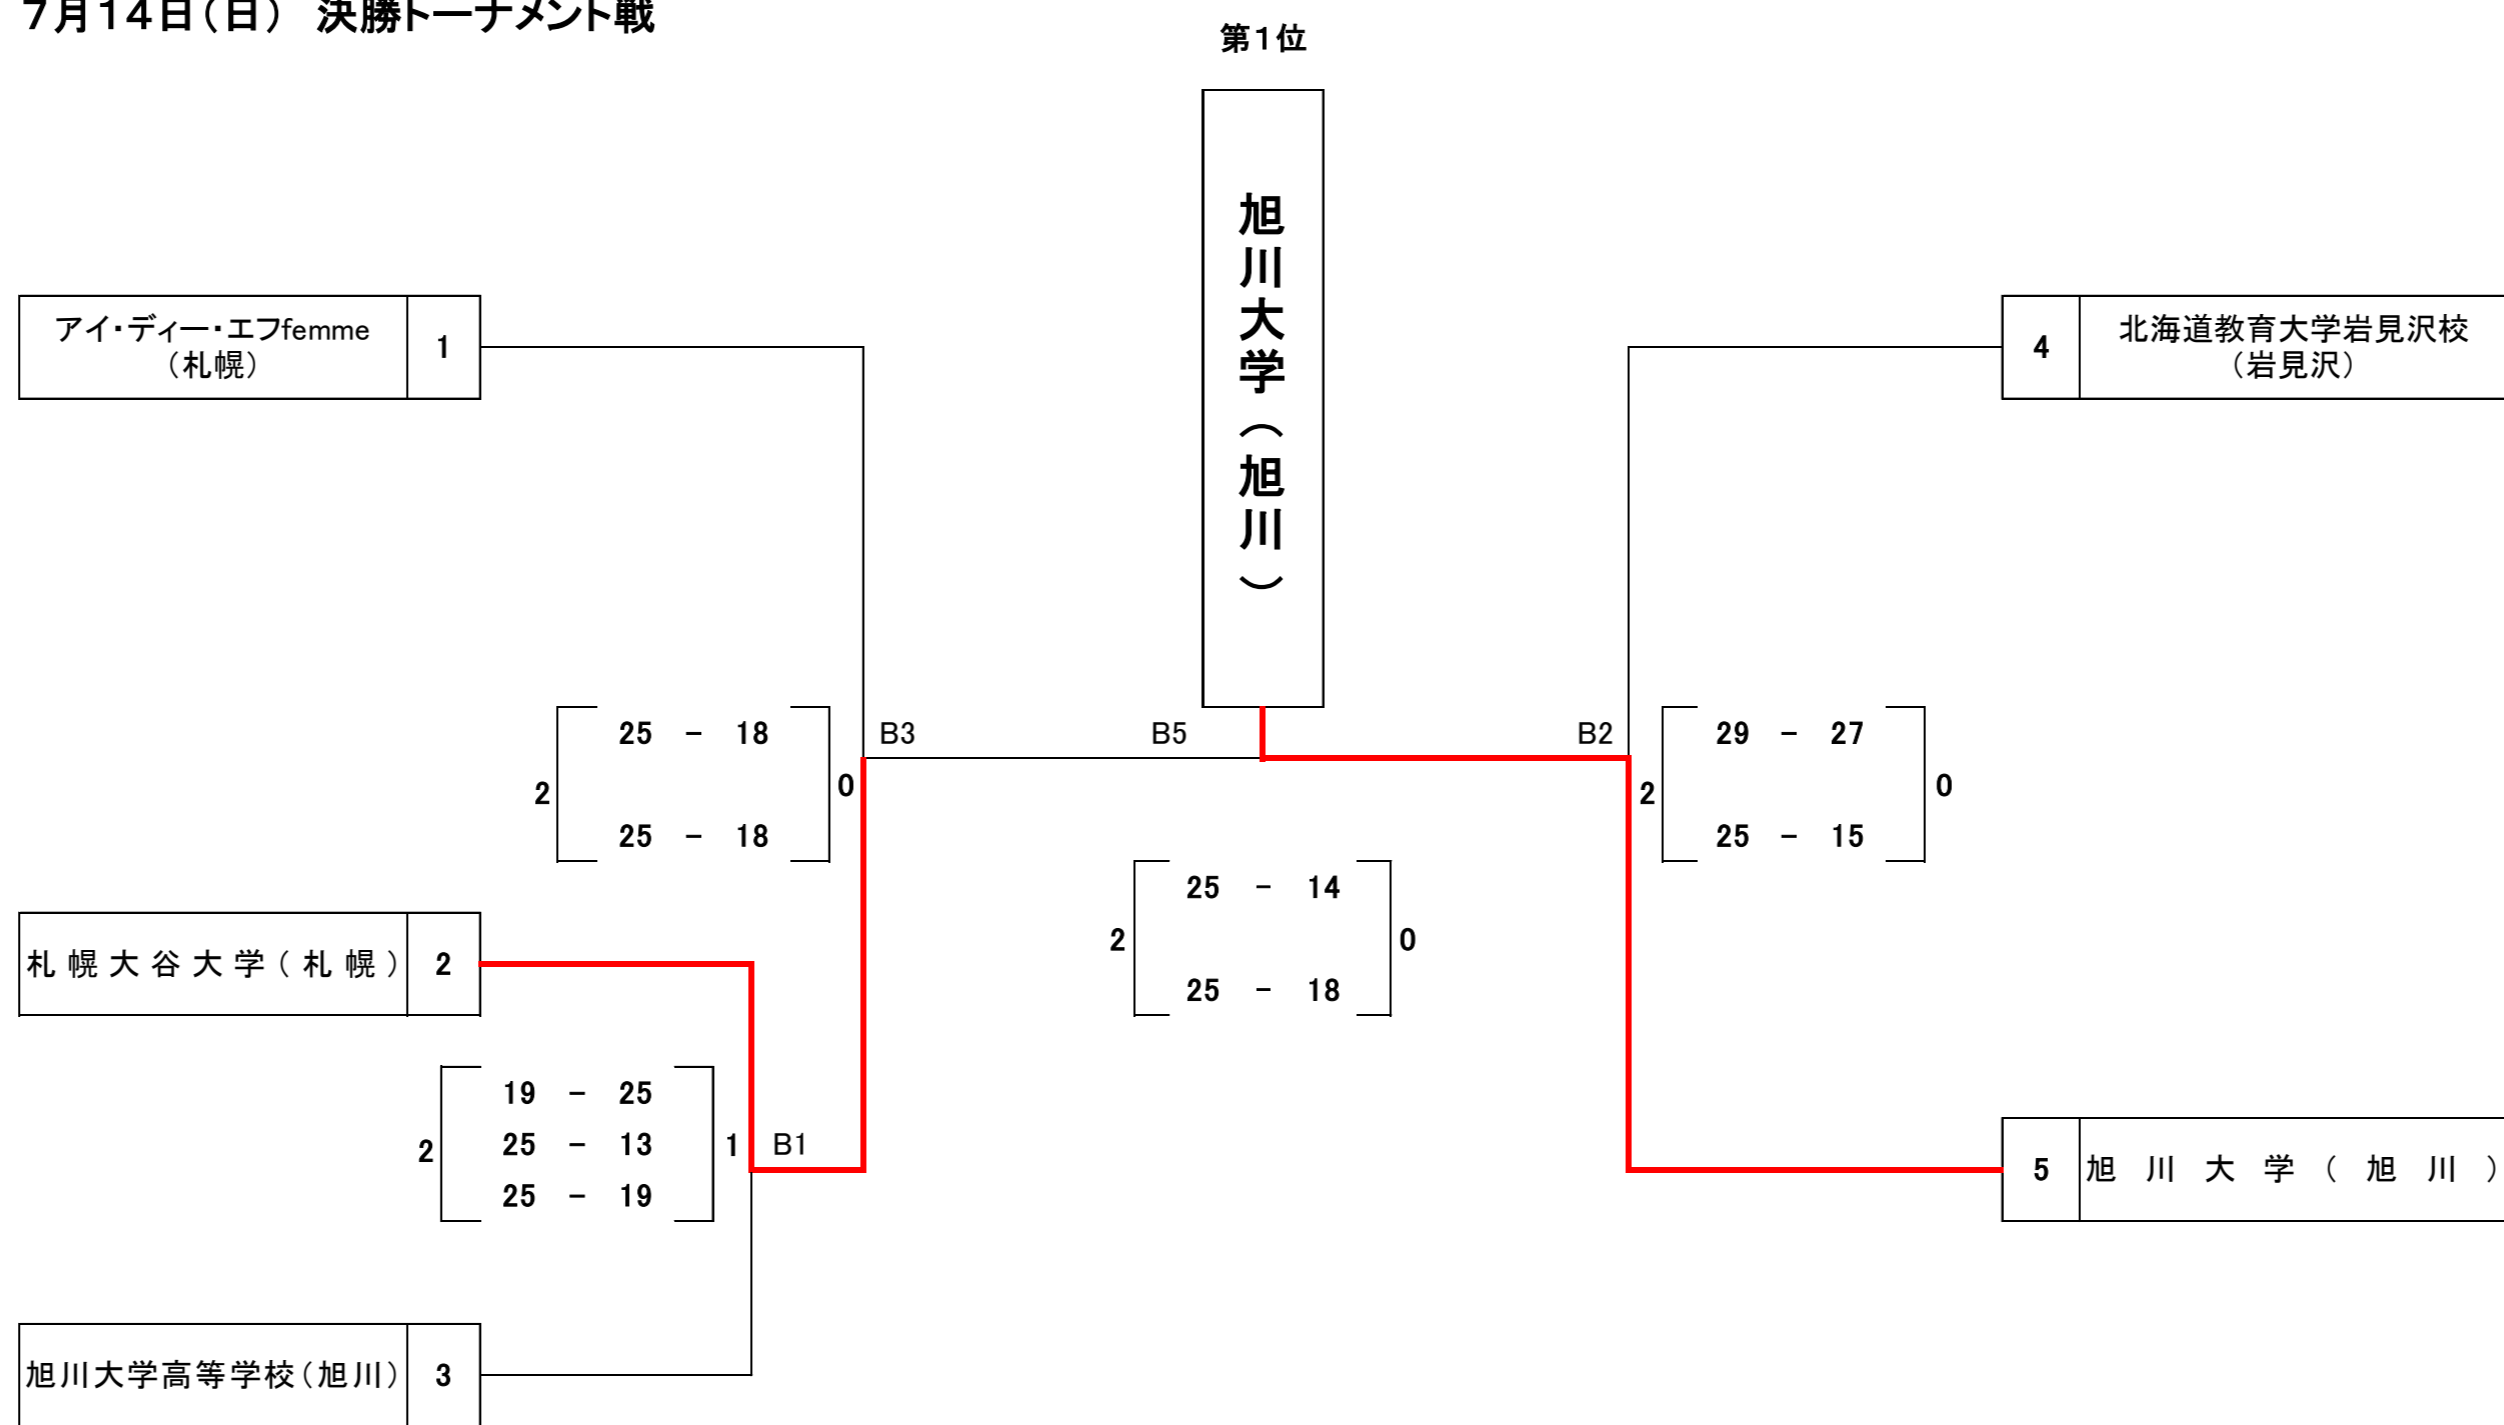 7月14日(日) 決勝トーナメント戦
第1位
旭川大学(旭川)
アイ・ディー・エフfemme
(札幌)
1
4
北海道教育大学岩見沢校
(岩見沢)
B3
B5
B2
2
25 - 18
25 - 18
0
2
29 - 27
25 - 15
0
2
25 - 14
25 - 18
0
札幌大谷大学(札幌)
2
2
19 - 25
25 - 13
25 - 19
1
B1
5
旭川大学(旭川)
旭川大学高等学校(旭川)
3